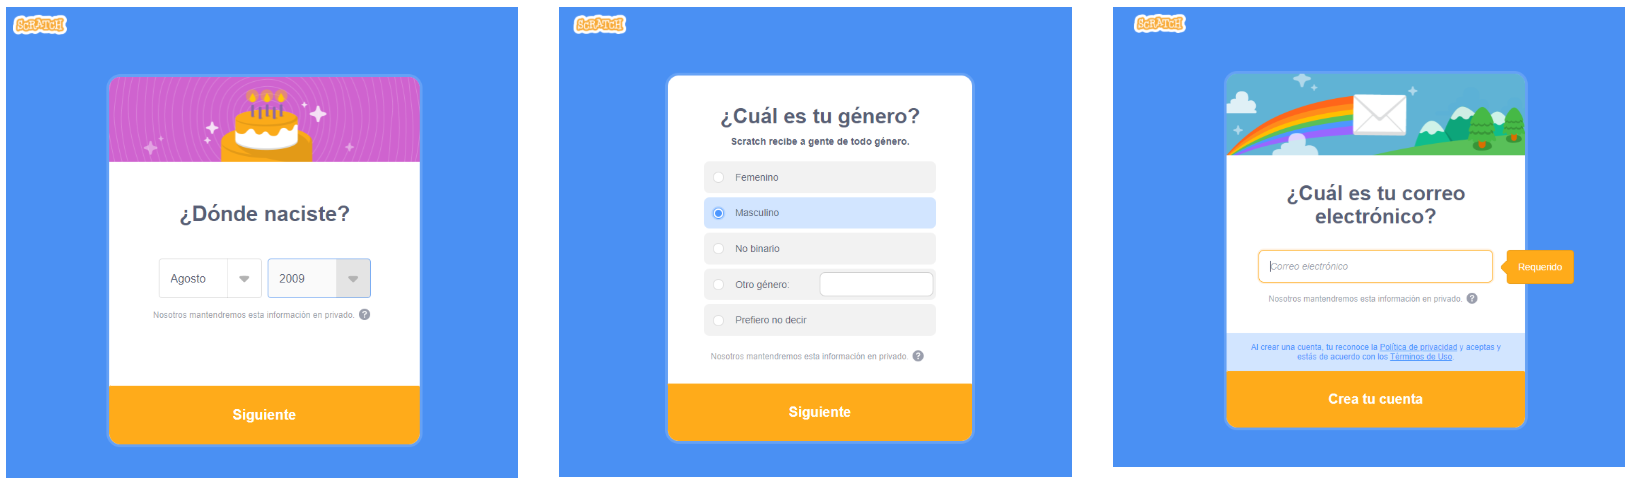 SCRATCH
¿Dónde naciste?
Agosto
2009
Nosotros mantendremos esta información en privado. ?
Siguiente
SCRATCH
¿Cuál es tu género?
Scratch recibe a gente de todo género.
Femenino
Masculino
No binario
Otro género:
Prefiero no decir
Nosotros mantendremos esta información en privado. ?
Siguiente
SCRATCH
¿Cuál es tu correo
electrónico?
Correo electrónico
Requerido
Nosotros mantendremos esta información en privado. ?
Al crear una cuenta, tu reconoce la Política de privacidad y aceptas y
estás de acuerdo con los Términos de Uso.
Crea tu cuenta